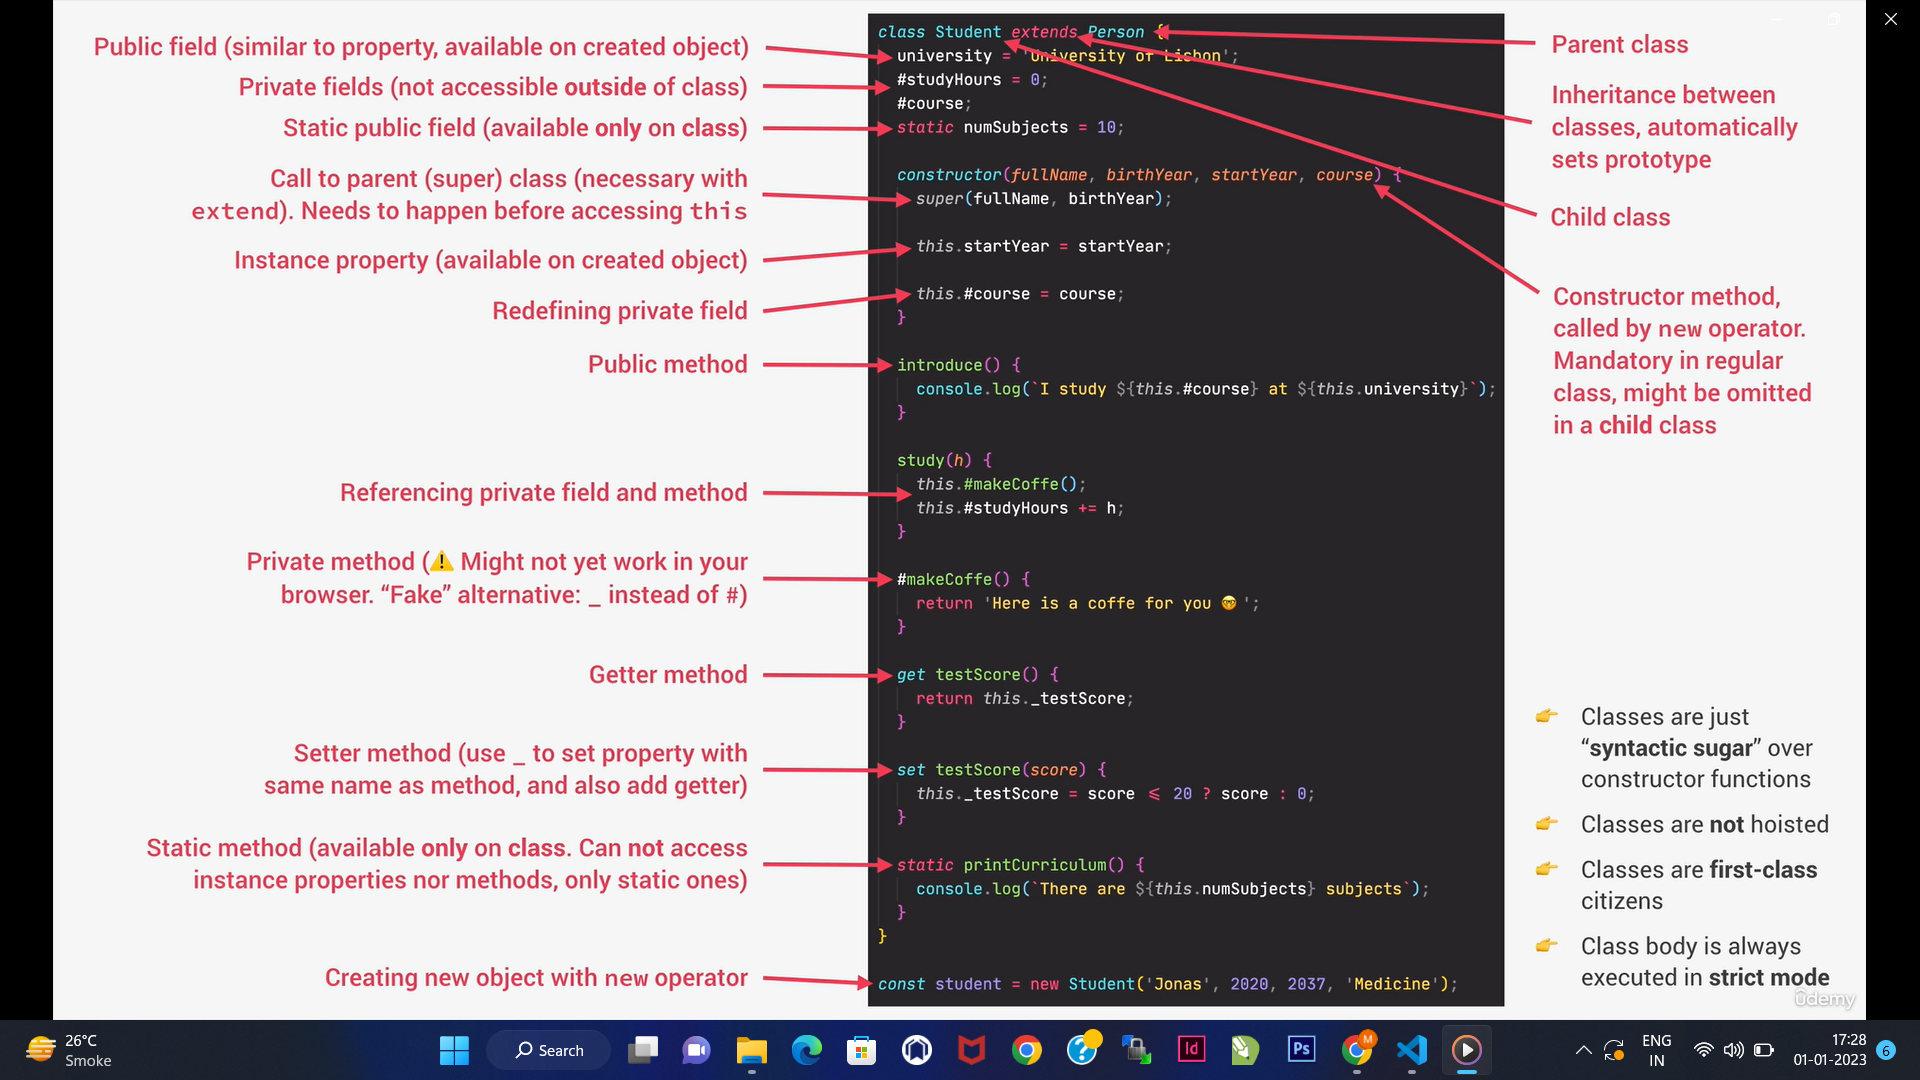 Public field (similar to property, available on created object)
Private fields (not accessible outside of class)
Static public field (available only on class)
Call to parent (super) class (necessary with
extend). Needs to happen before accessing this
Instance property (available on created object)
Redefining private field
Public method
Referencing private field and method
Private method (⚠️ Might not yet work in your
browser. “Fake” alternative: _ instead of #)
Getter method
Setter method (use _ to set property with
same name as method, and also add getter)
Static method (available only on class. Can not access
instance properties nor methods, only static ones)
Creating new object with new operator
class Student extends Person {
university = 'University of Lisbon';
#studyHours = 0;
#course;
static numSubjects = 10;
constructor(fullName, birthYear, startYear, course) {
super(fullName, birthYear);
this.startYear = startYear;
this.#course = course;
}
introduce() {
console.log(`I study ${this.#course} at ${this.university}`);
}
study(h) {
this.#makeCoffe();
this.#studyHours += h;
}
#makeCoffe() {
return 'Here is a coffe for you 🤓 ';
}
get testScore() {
return this._testScore;
}
set testScore(score) {
this._testScore = score ≤ 20 ? score : 0;
}
static printCurriculum() {
console.log(`There are ${this.numSubjects} subjects`);
}
}
const student = new Student('Jonas', 2020, 2037, 'Medicine');
Parent class
Inheritance between
classes, automatically
sets prototype
Child class
Constructor method,
called by new operator.
Mandatory in regular
class, might be omitted
in a child class
👉 Classes are just
“syntactic sugar” over
constructor functions
👉 Classes are not hoisted
👉 Classes are first-class
citizens
👉 Class body is always
executed in strict mode
ûdemy
26°C
Smoke
Search
Id
Ps
M
ENG
IN
17:28
01-01-2023
6